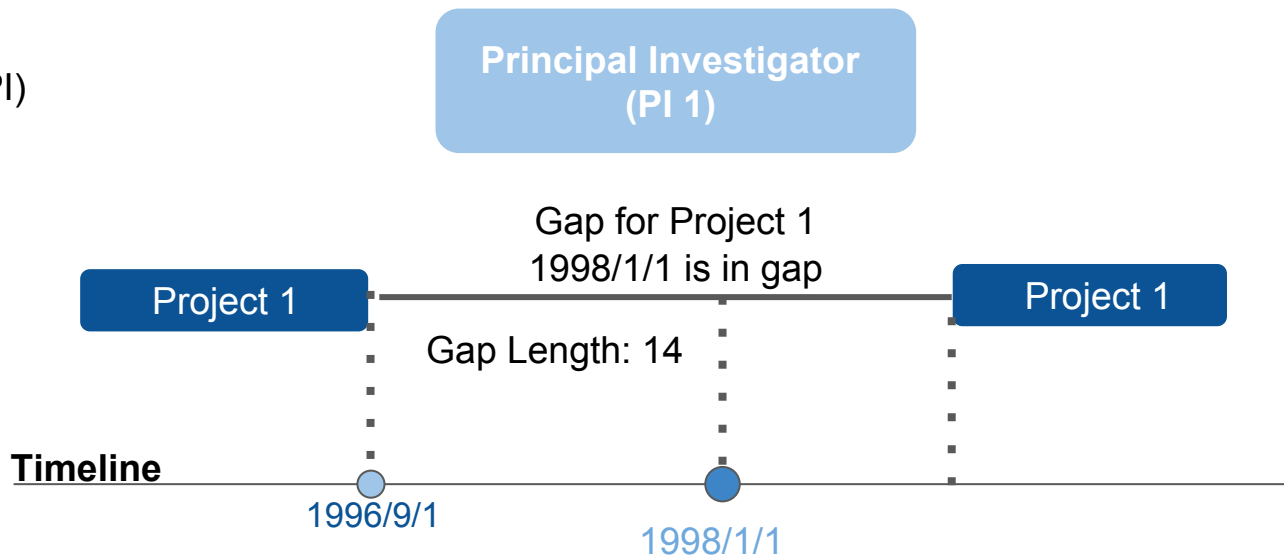 Principal Investigator
(PI 1)
PI)
Gap for Project 1
1998/1/1 is in gap
Project 1
Project 1
Gap Length: 14
Timeline
1996/9/1
1998/1/1